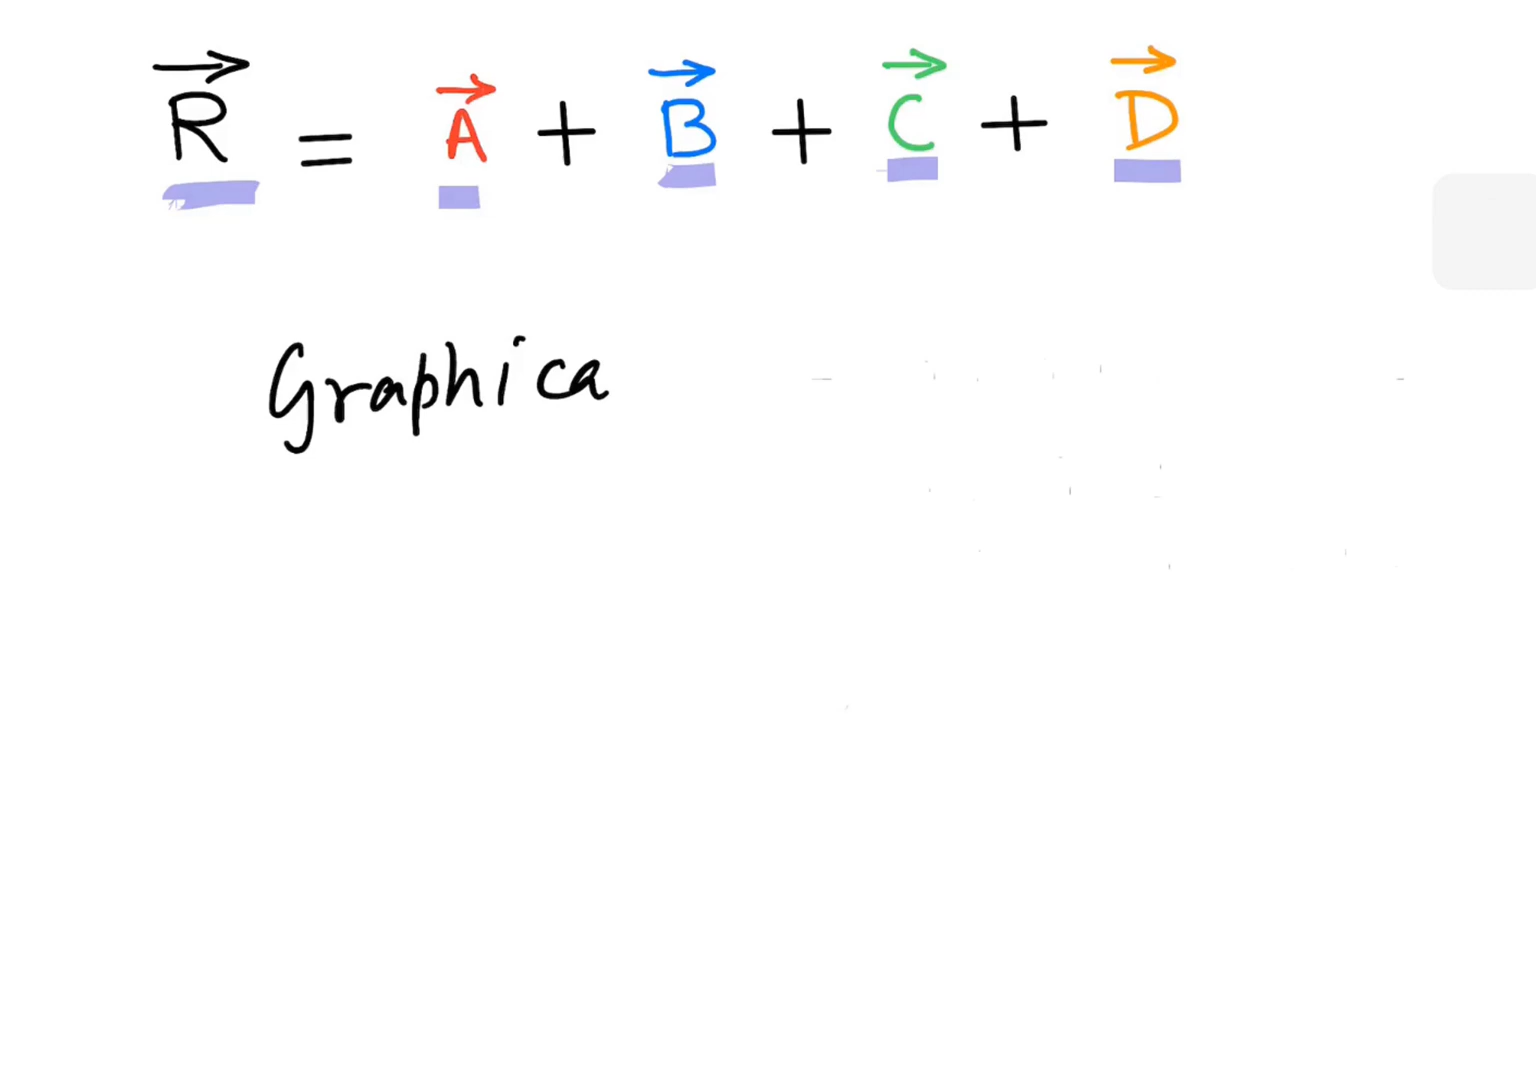 R⃗ = A⃗ + B⃗ + C⃗ + D⃗
Graphica